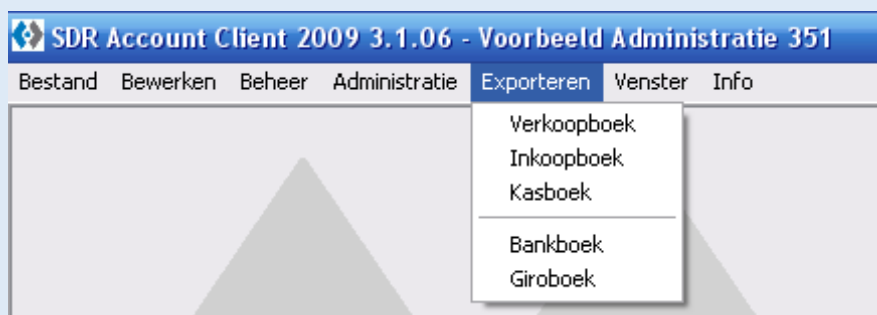 SDR Account Client 2009 3.1.06 - Voorbeeld Administratie 351
Bestand Bewerken Beheer Administratie Exporteren Venster Info
Verkoopboek
Inkoopboek
Kasboek
Bankboek
Giroboek